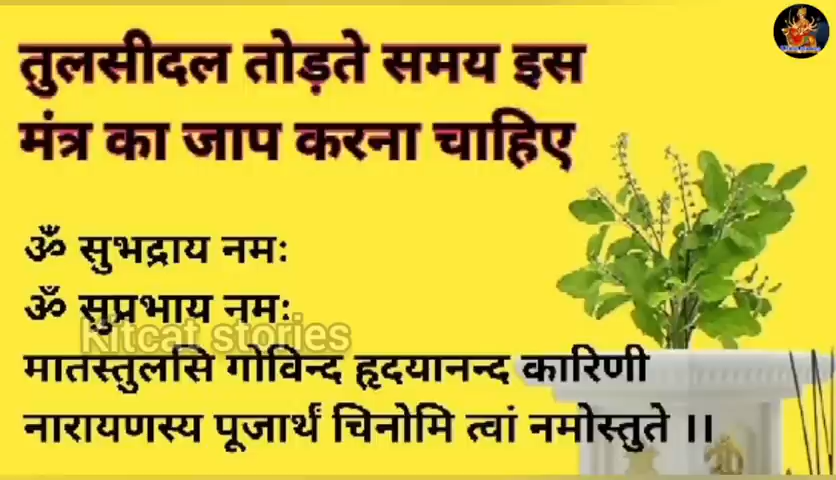 तुलसीदल तोड़ते समय इस
मंत्र का जाप करना चाहिए
ॐ सुभद्राय नमः
ॐ सुप्रभाय नमः
Kitcat stories
मातस्तुलसि गोविन्द हृदयानन्द कारिणी
नारायणस्य पूजार्थं चिनोमि त्वां नमोस्तुते ।।